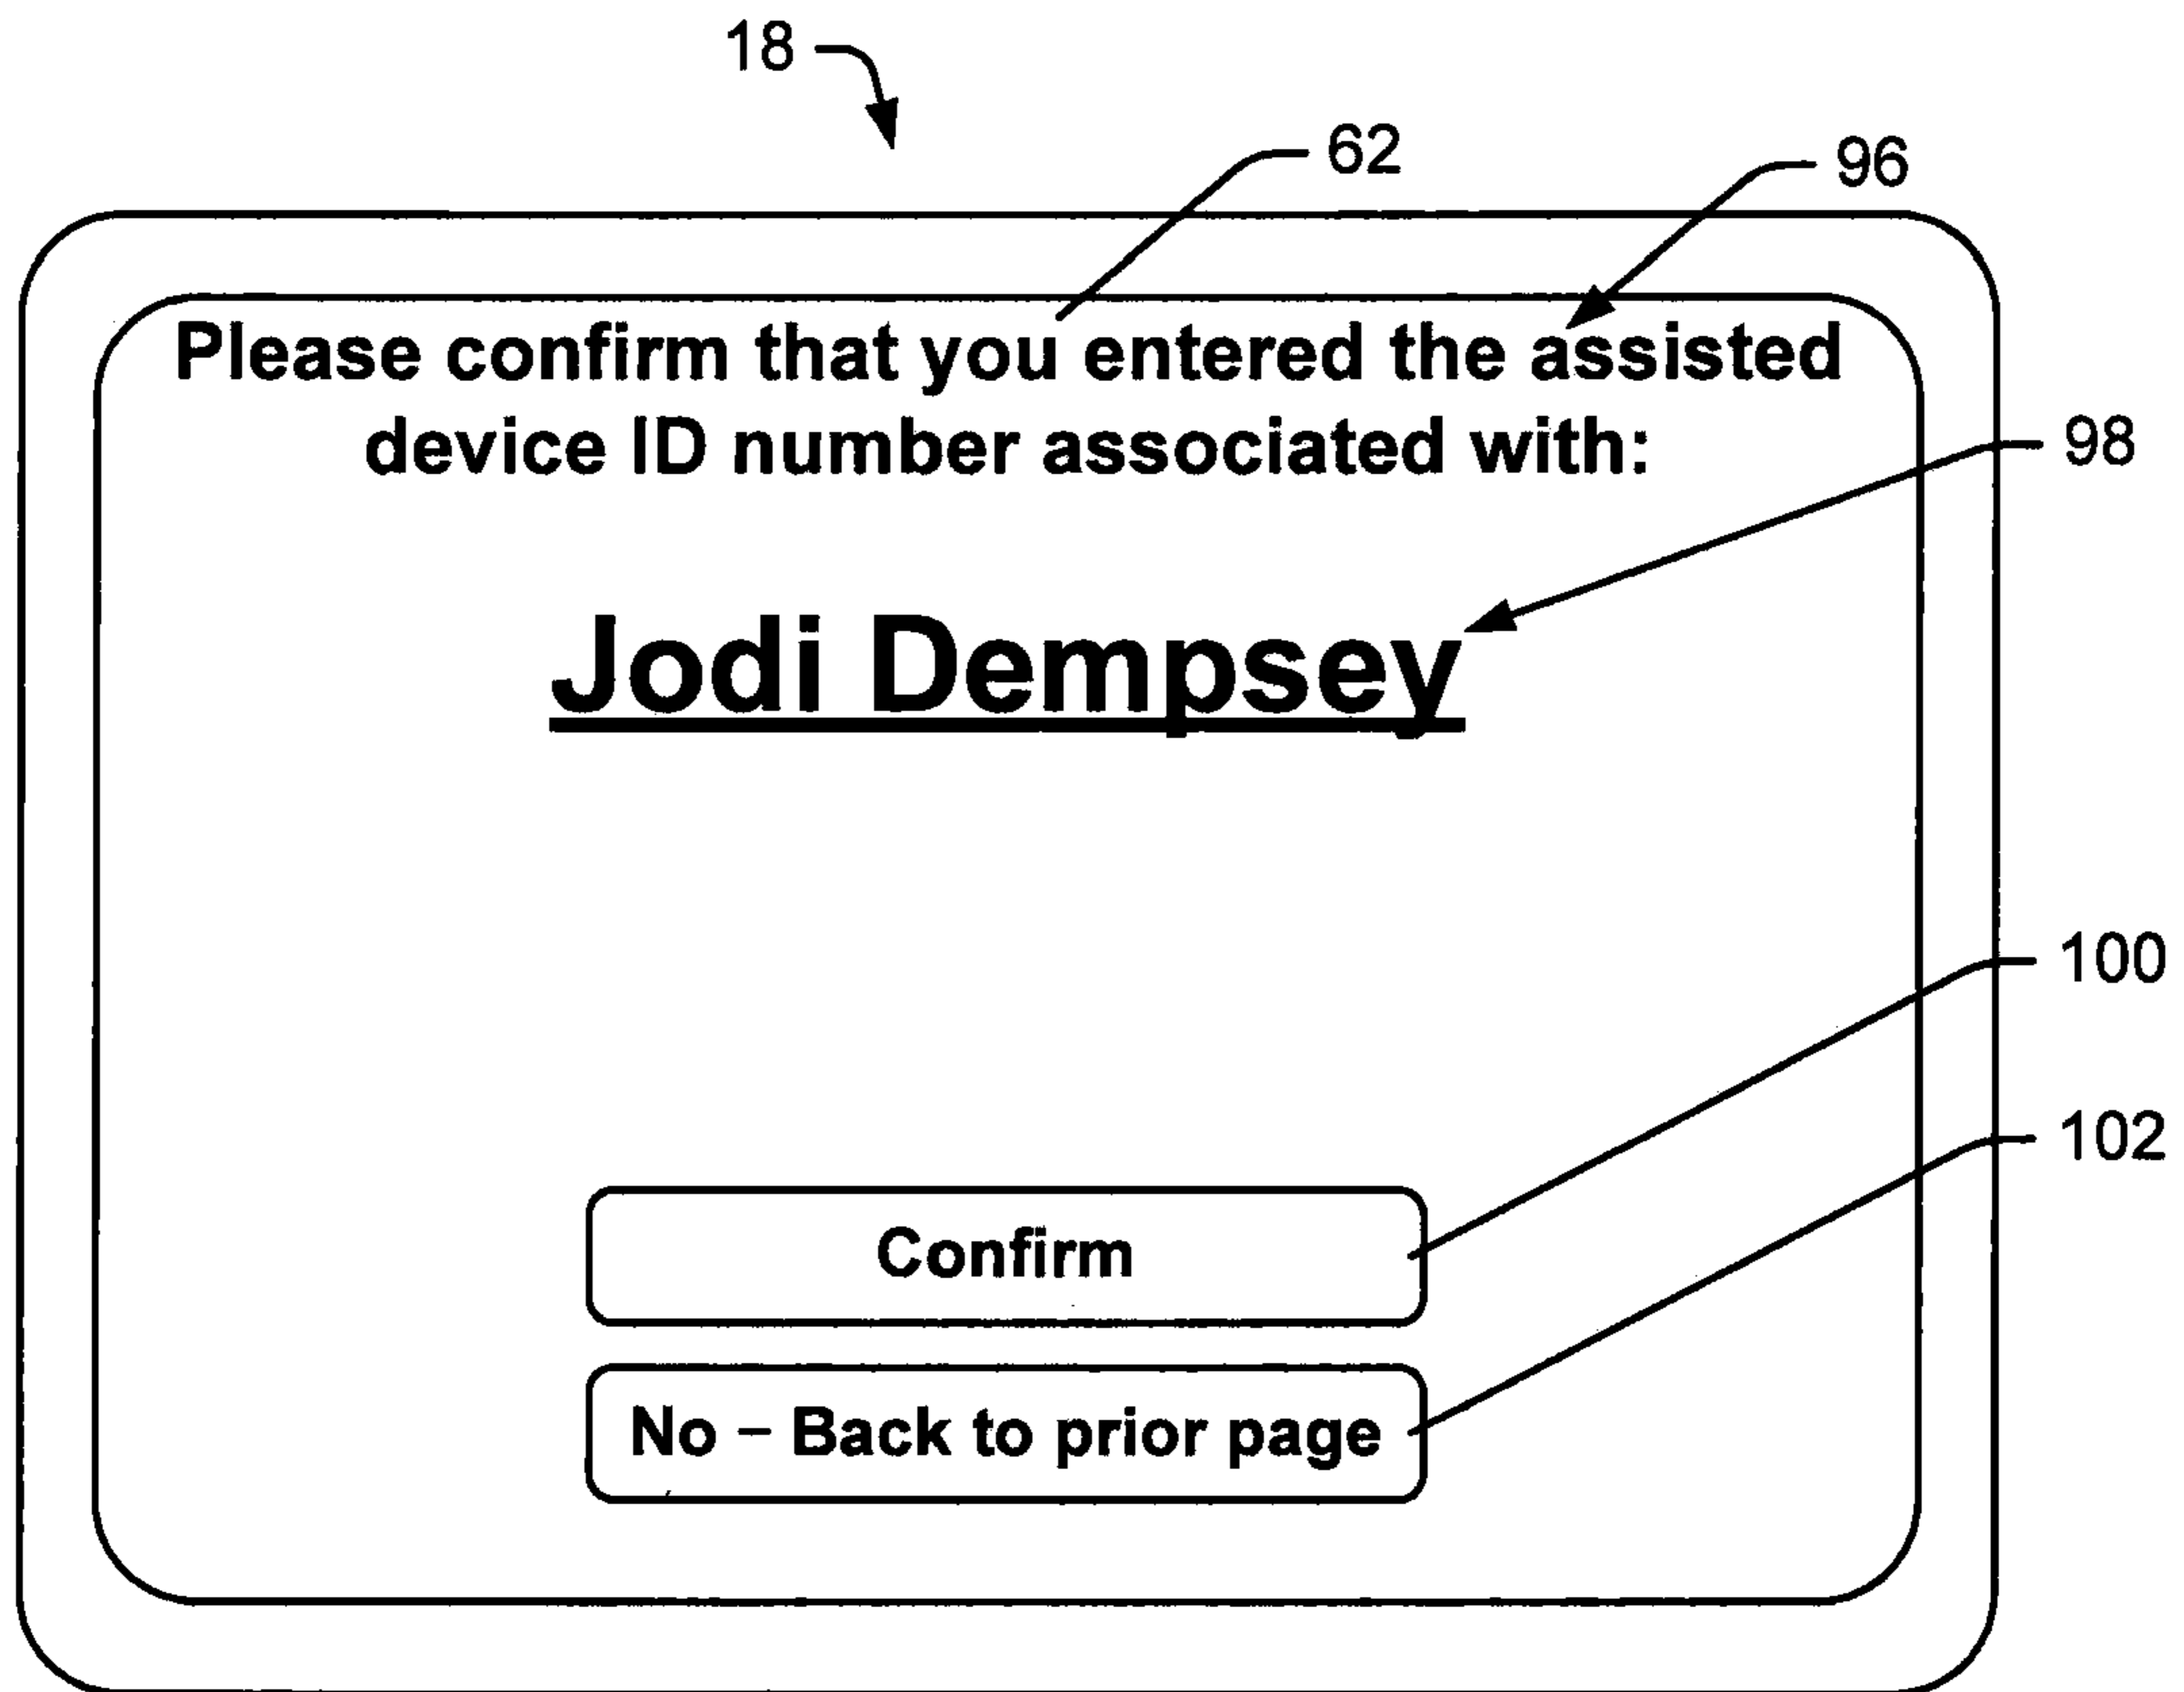 18
62
96
Please confirm that you entered the assisted
device ID number associated with:
98
Jodi Dempsey
100
102
Confirm
No – Back to prior page